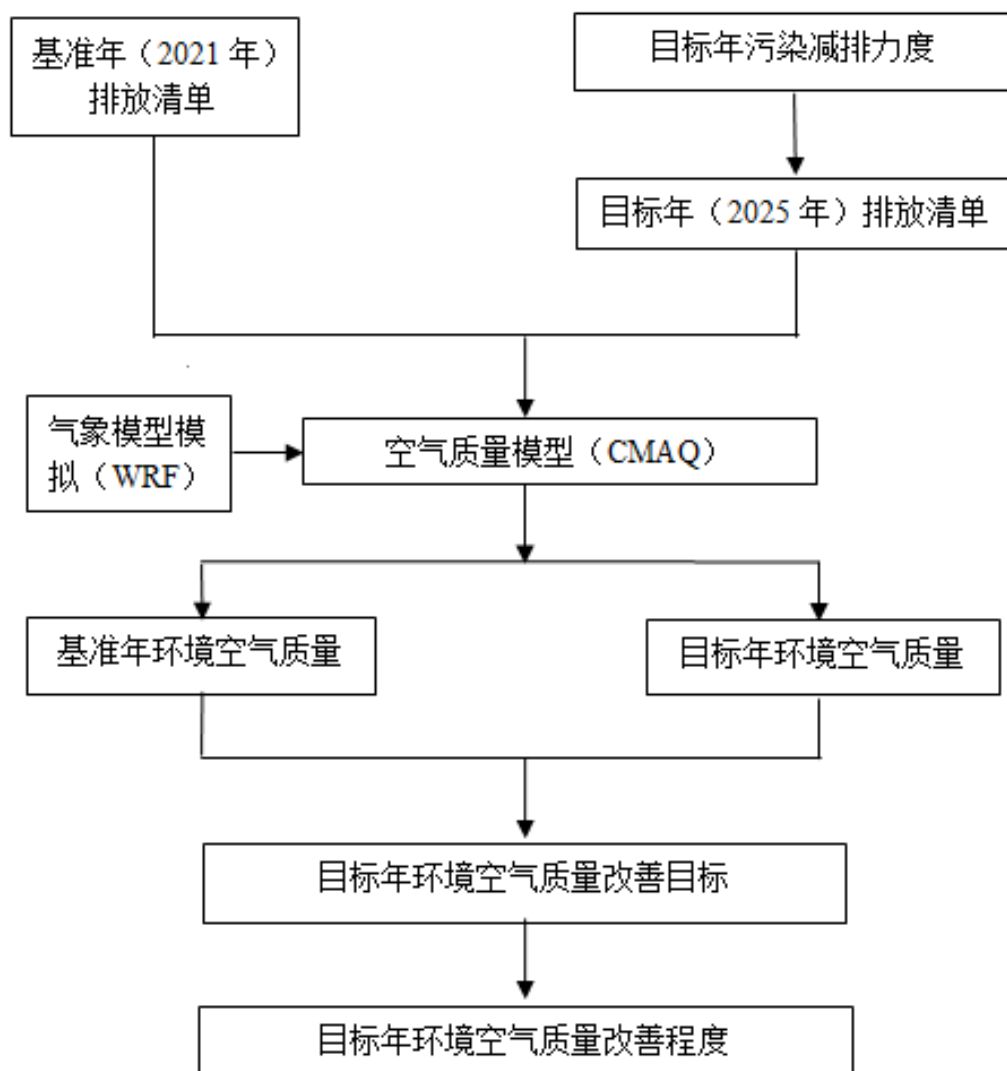 基准年（2021 年）
排放清单
目标年污染减排力度
目标年（2025 年）排放清单
气象模型模
拟（WRF）
空气质量模型（CMAQ）
基准年环境空气质量
目标年环境空气质量
目标年环境空气质量改善目标
目标年环境空气质量改善程度